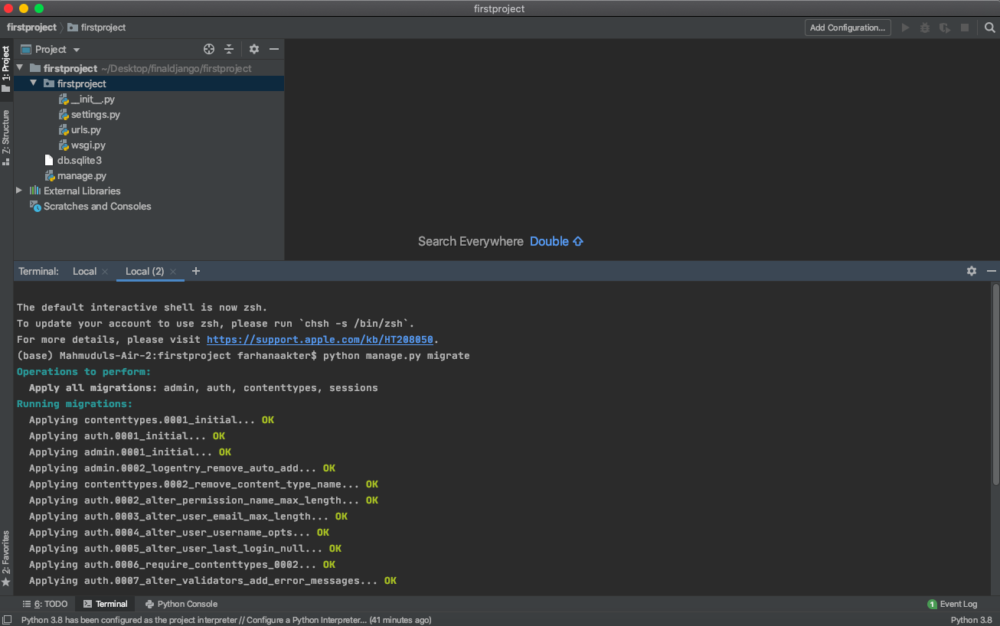 firstproject
firstproject firstproject Add Configuration...
1: Project
Project
firstproject ~/Desktop/finaldjango/firstproject
firstproject
__init__.py
settings.py
urls.py
wsgi.py
db.sqlite3
manage.py
External Libraries
Scratches and Consoles
Z: Structure
Search Everywhere Double
Terminal: Local Local (2)
The default interactive shell is now zsh.
To update your account to use zsh, please run `chsh -s /bin/zsh`.
For more details, please visit https://support.apple.com/kb/HT208050.
(base) Mahmuduls-Air-2:firstproject farhanaakter$ python manage.py migrate
Operations to perform:
Apply all migrations: admin, auth, contenttypes, sessions
Running migrations:
Applying contenttypes.0001_initial... OK
Applying auth.0001_initial... OK
Applying admin.0001_initial... OK
Applying admin.0002_logentry_remove_auto_add... OK
Applying contenttypes.0002_remove_content_type_name... OK
Applying auth.0002_alter_permission_name_max_length... OK
Applying auth.0003_alter_user_email_max_length... OK
Applying auth.0004_alter_user_username_opts... OK
Applying auth.0005_alter_user_last_login_null... OK
Applying auth.0006_require_contenttypes_0002... OK
Applying auth.0007_alter_validators_add_error_messages... OK
2: Favorites
6: TODO Terminal Python Console 1 Event Log
Python 3.8 has been configured as the project interpreter // Configure a Python Interpreter... (41 minutes ago) Python 3.8